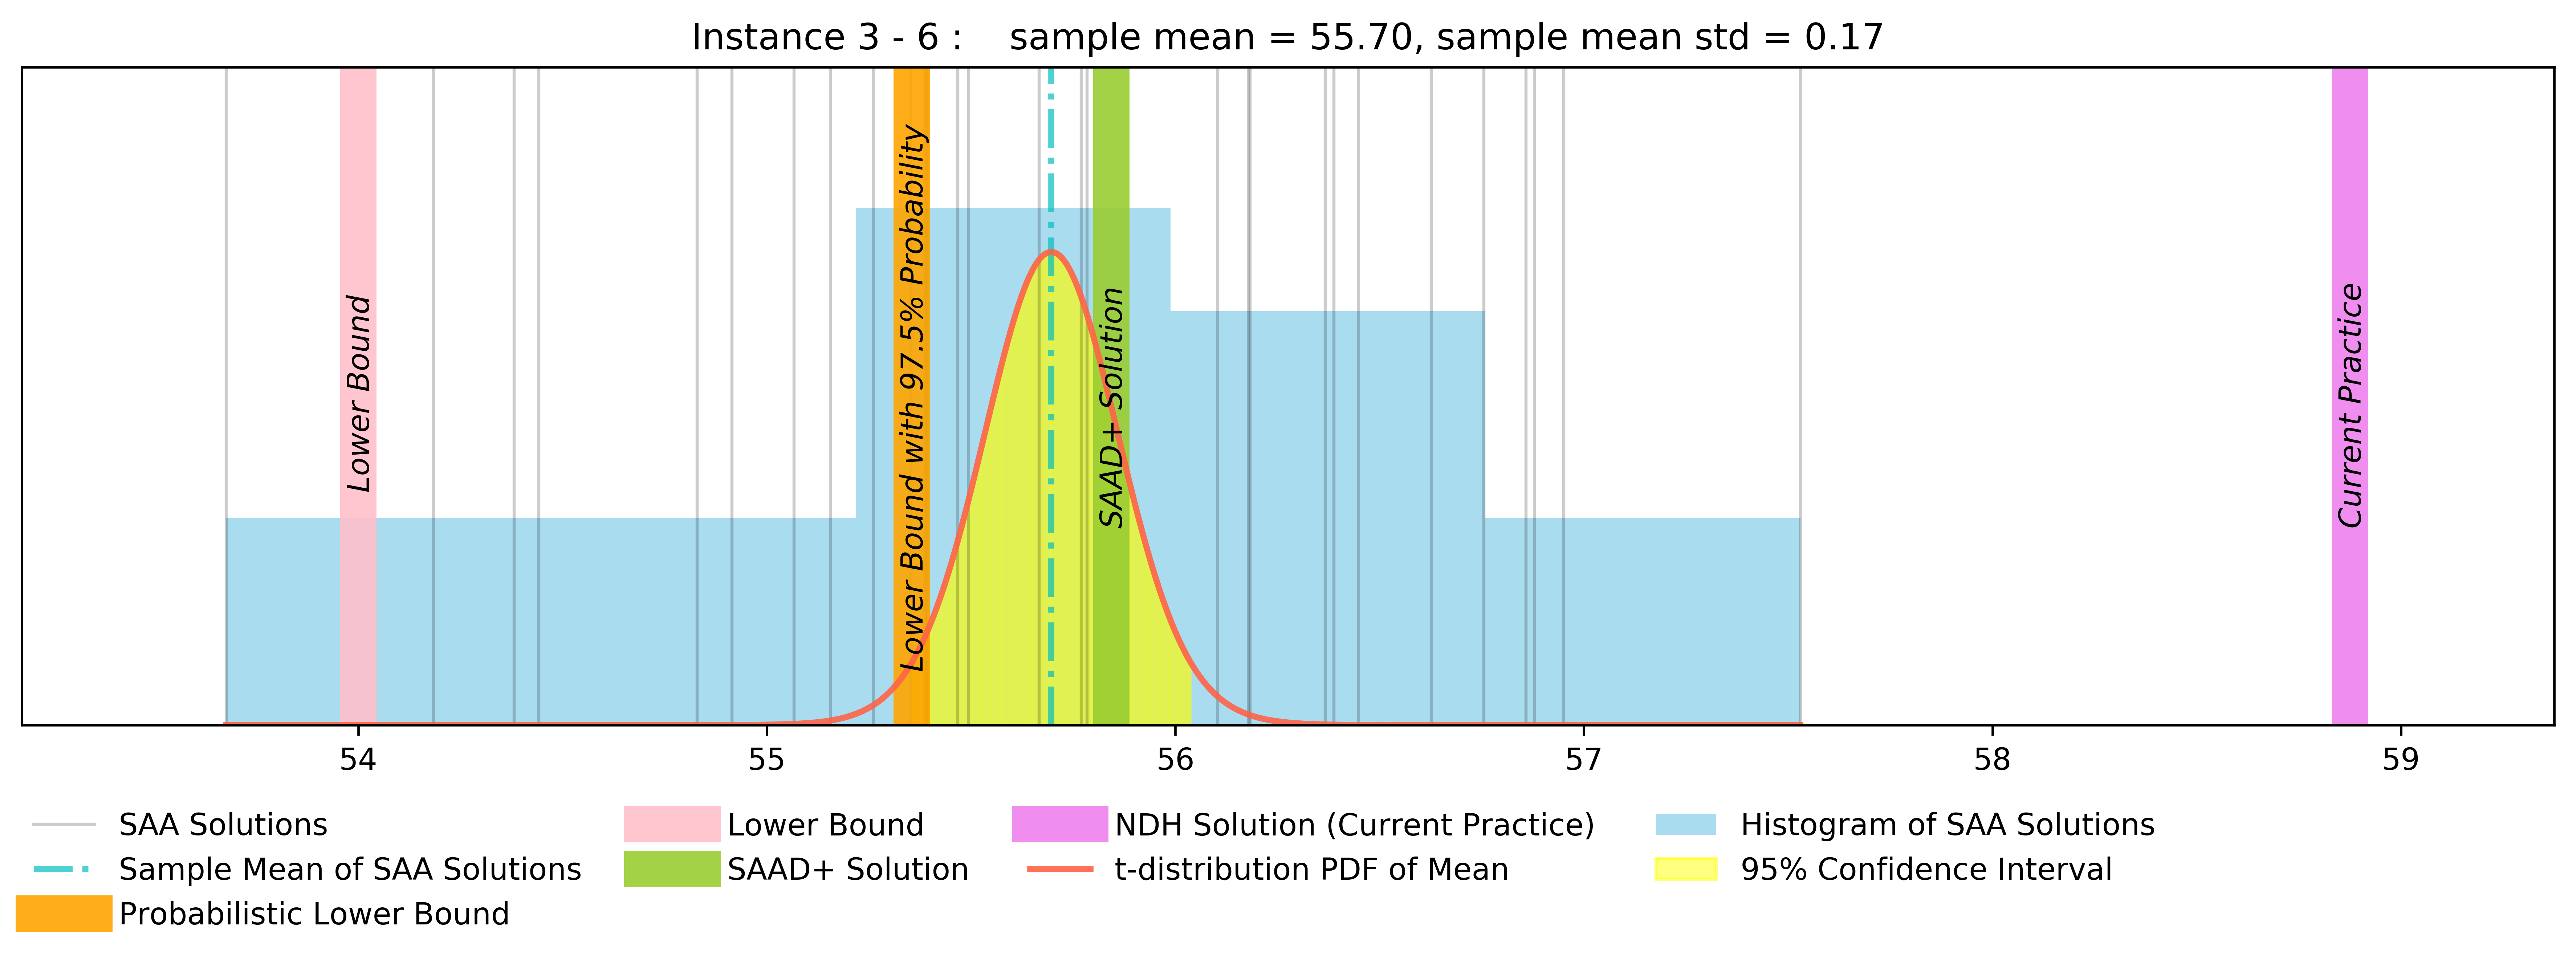 Instance 3 - 6 :    sample mean = 55.70, sample mean std = 0.17
Lower Bound
Lower Bound with 97.5% Probability
SAAD+ Solution
Current Practice
54 55 56 57 58 59
SAA Solutions
Sample Mean of SAA Solutions
Probabilistic Lower Bound
Lower Bound
SAAD+ Solution
NDH Solution (Current Practice)
t-distribution PDF of Mean
Histogram of SAA Solutions
95% Confidence Interval